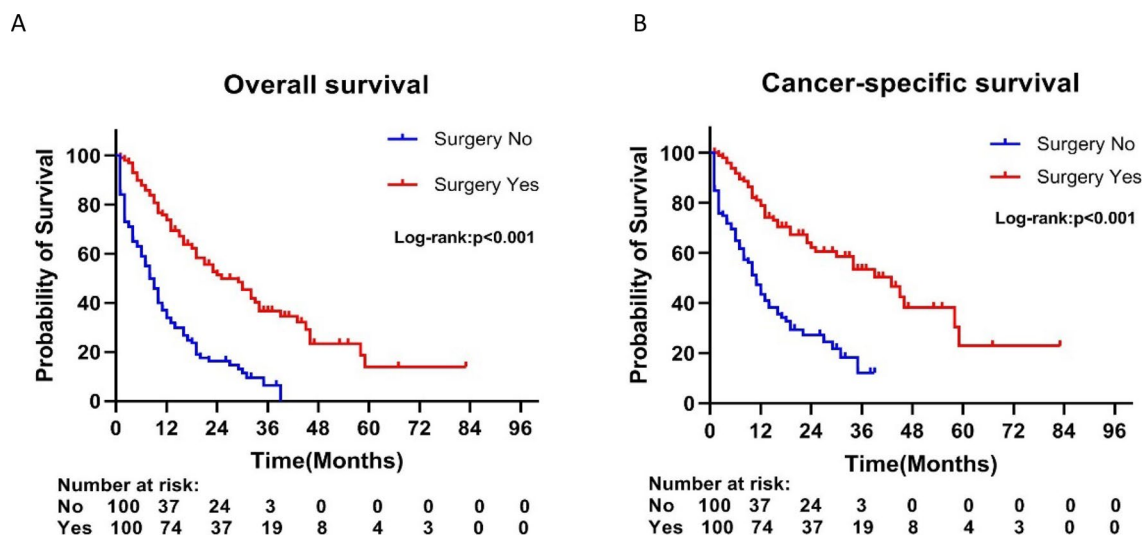 A
Overall survival
Probability of Survival
100
80
60
40
20
0
Surgery No
Surgery Yes
Log-rank:p<0.001
0 12 24 36 48 60 72 84 96
Time(Months)
Number at risk:
No 100 37 24 3 0 0 0 0 0
Yes 100 74 37 19 8 4 3 0 0
B
Cancer-specific survival
Probability of Survival
100
80
60
40
20
0
Surgery No
Surgery Yes
Log-rank:p<0.001
0 12 24 36 48 60 72 84 96
Time(Months)
Number at risk:
No 100 37 24 3 0 0 0 0 0
Yes 100 74 37 19 8 4 3 0 0